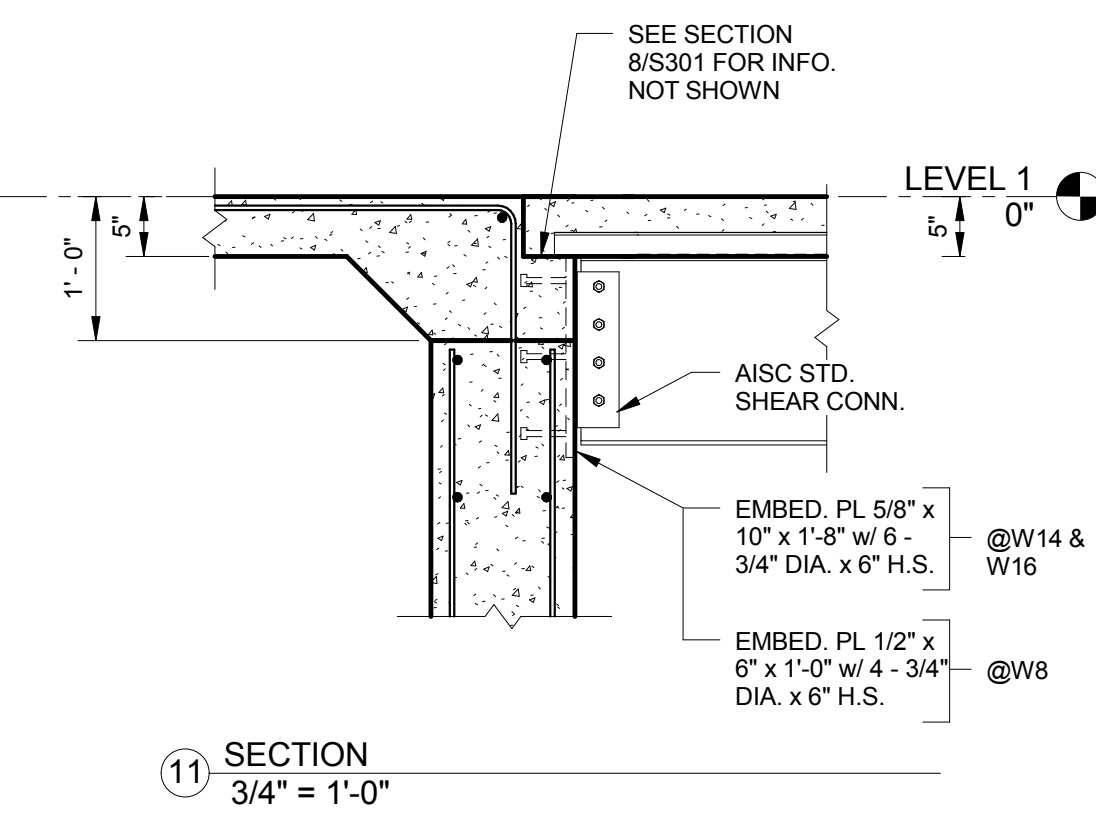 SEE SECTION
8/S301 FOR INFO.
NOT SHOWN
LEVEL 1
0"
5"
1' - 0"
5"
AISC STD.
SHEAR CONN.
EMBED. PL 5/8" x
10" x 1'-8" w/ 6 -
3/4" DIA. x 6" H.S.
@W14 &
W16
EMBED. PL 1/2" x
6" x 1'-0" w/ 4 - 3/4"
DIA. x 6" H.S.
@W8
11
SECTION
3/4" = 1'-0"